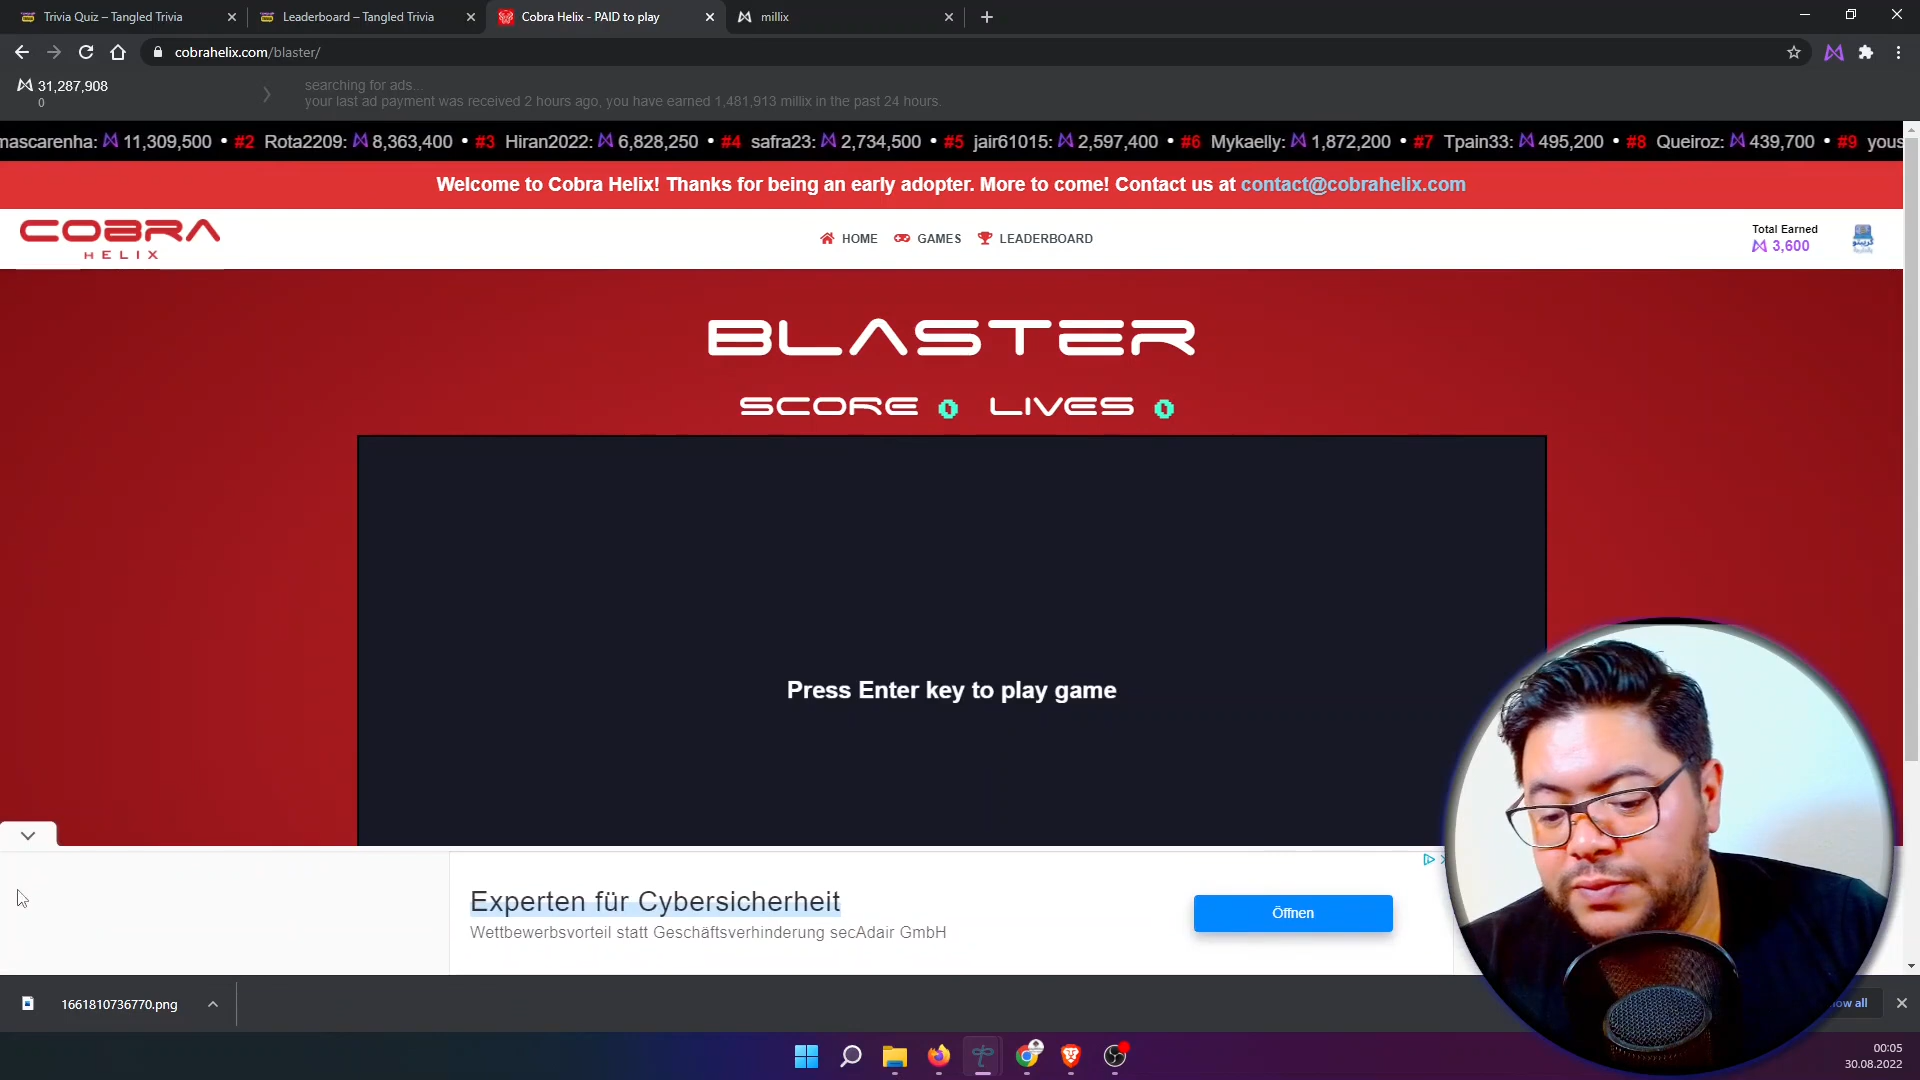 Trivia Quiz – Tangled Trivia
Leaderboard – Tangled Trivia
Cobra Helix - PAID to play
millix
cobrahelix.com/blaster/
31,287,908
0
searching for ads...
your last ad payment was received 2 hours ago, you have earned 1,481,913 millix in the past 24 hours.
mascarenha: 11,309,500 • #2 Rota2209: 8,363,400 • #3 Hiran2022: 6,828,250 • #4 safra23: 2,734,500 • #5 jair61015: 2,597,400 • #6 Mykaelly: 1,872,200 • #7 Tpain33: 495,200 • #8 Queiroz: 439,700 • #9 yous
Welcome to Cobra Helix! Thanks for being an early adopter. More to come! Contact us at contact@cobrahelix.com
COBRA
HELIX
HOME
GAMES
LEADERBOARD
Total Earned
3,600
BLASTER
SCORE 0 LIVES 0
Press Enter key to play game
Experten für Cybersicherheit
Wettbewerbsvorteil statt Geschäftsverhinderung secAdair GmbH
Öffnen
1661810736770.png
ow all
00:05
30.08.2022